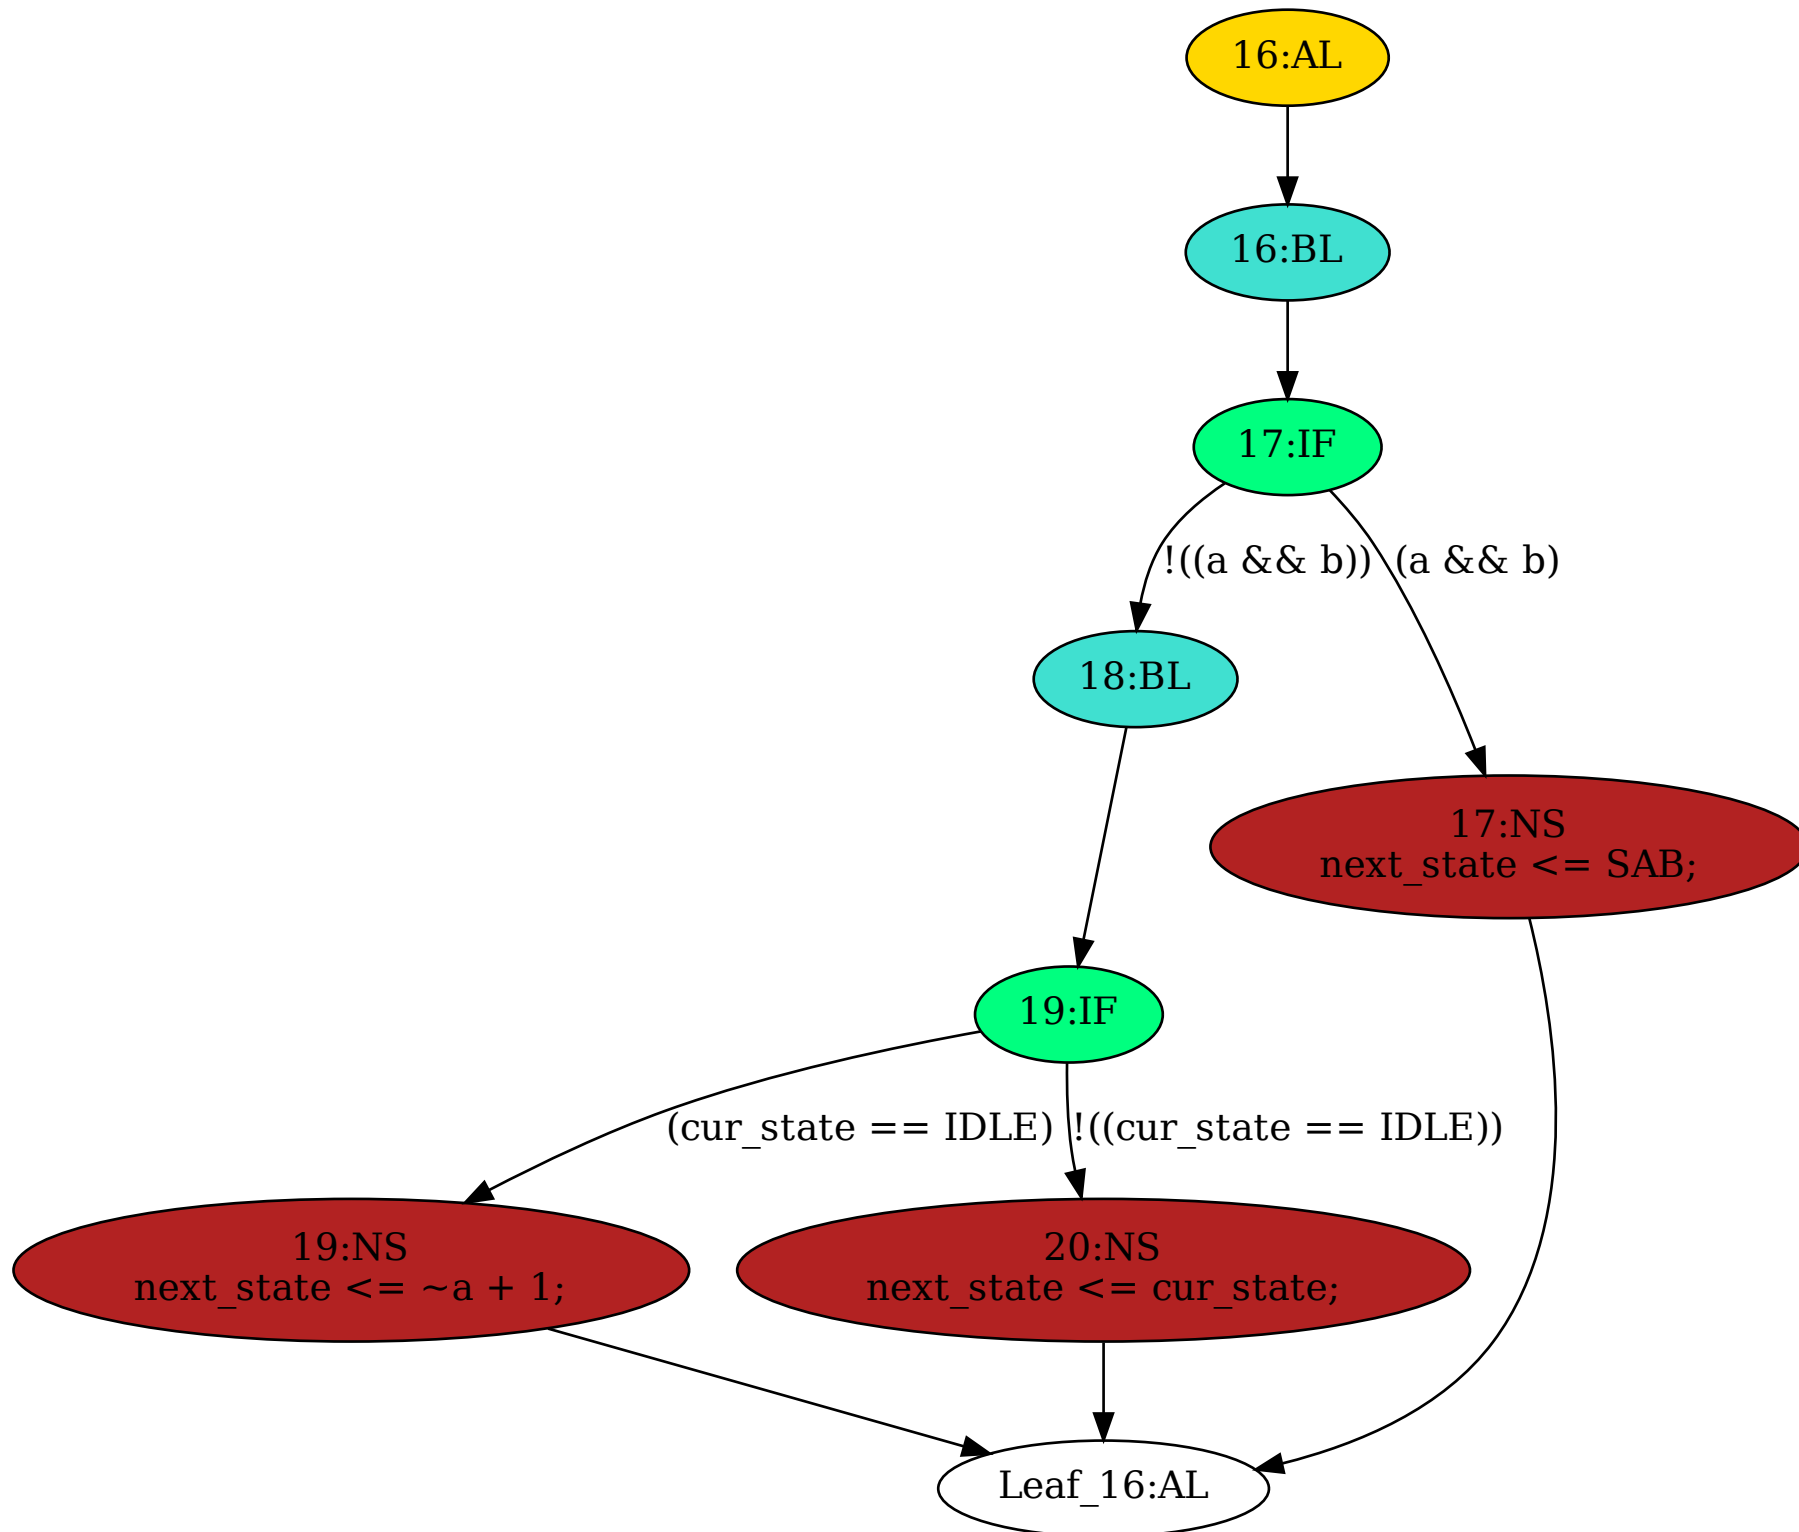 16:AL
16:BL
17:IF
!((a && b))
(a && b)
18:BL
17:NS
next_state <= SAB;
19:IF
(cur_state == IDLE)
!((cur_state == IDLE))
19:NS
next_state <= ~a + 1;
20:NS
next_state <= cur_state;
Leaf_16:AL